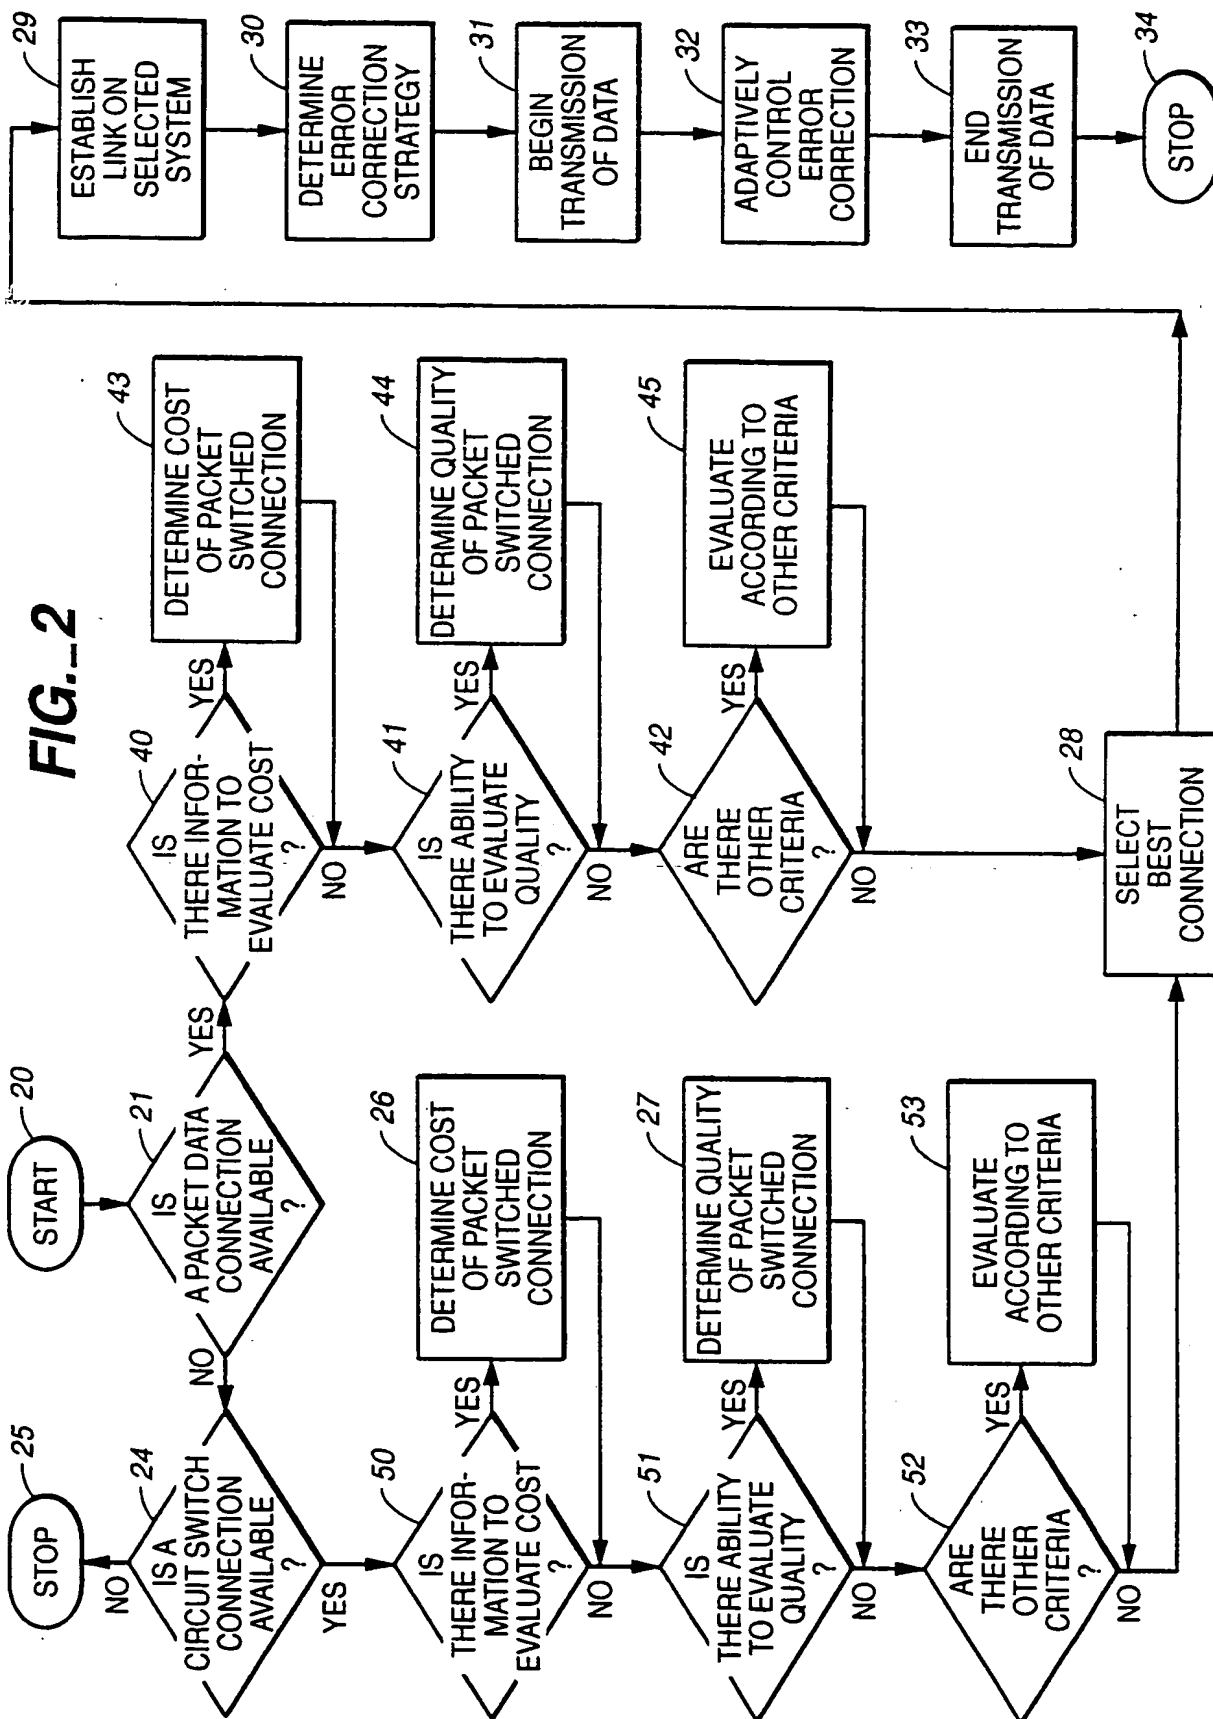 FIG._2
20
START
21
IS
A PACKET DATA
CONNECTION
AVAILABLE
?
YES
NO
25
STOP
NO
24
IS A
CIRCUIT SWITCH
CONNECTION
AVAILABLE
?
YES
50
IS
THERE INFOR-
MATION TO
EVALUATE COST
?
YES
NO
26
DETERMINE COST
OF PACKET
SWITCHED
CONNECTION
51
IS
THERE ABILITY
TO EVALUATE
QUALITY
?
YES
NO
27
DETERMINE QUALITY
OF PACKET
SWITCHED
CONNECTION
52
ARE
THERE
OTHER
CRITERIA
?
YES
NO
53
EVALUATE
ACCORDING TO
OTHER CRITERIA
40
IS
THERE INFOR-
MATION TO
EVALUATE COST
?
YES
NO
43
DETERMINE COST
OF PACKET
SWITCHED
CONNECTION
41
IS
THERE ABILITY
TO EVALUATE
QUALITY
?
YES
NO
44
DETERMINE QUALITY
OF PACKET
SWITCHED
CONNECTION
42
ARE
THERE
OTHER
CRITERIA
?
YES
NO
45
EVALUATE
ACCORDING TO
OTHER CRITERIA
28
SELECT
BEST
CONNECTION
29
ESTABLISH
LINK ON
SELECTED
SYSTEM
30
DETERMINE
ERROR
CORRECTION
STRATEGY
31
BEGIN
TRANSMISSION
OF DATA
32
ADAPTIVELY
CONTROL
ERROR
CORRECTION
33
END
TRANSMISSION
OF DATA
34
STOP